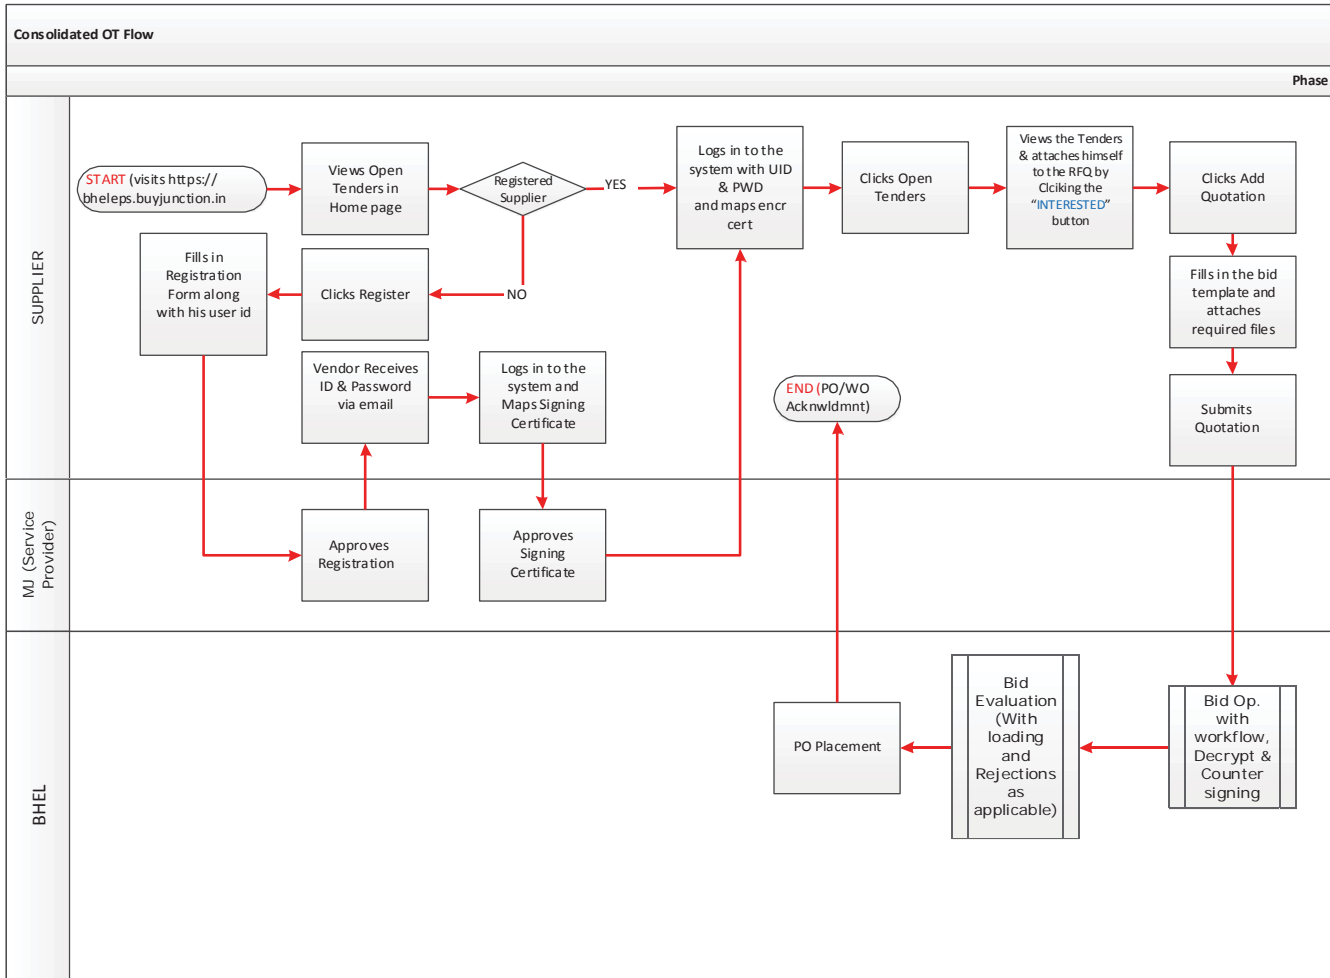 Consolidated OT Flow
Phase
SUPPLIER
START (visits https://
bheleps.buyjunction.in
Views Open
Tenders in
Home page
Registered
Supplier
YES
NO
Logs in to the
system with UID
& PWD
and maps encr
cert
Clicks Open
Tenders
Views the Tenders
& attaches himself
to the RFQ by
Clciking the
“INTERESTED”
button
Clicks Add
Quotation
Fills in
Registration
Form along
with his user id
Clicks Register
Fills in the bid
template and
attaches
required files
Vendor Receives
ID & Password
via email
Logs in to the
system and
Maps Signing
Certificate
END (PO/WO
Acknwldmnt)
Submits
Quotation
MJ (Service
Provider)
Approves
Registration
Approves
Signing
Certificate
BHEL
PO Placement
Bid
Evaluation
(With
loading
and
Rejections
as
applicable)
Bid Op.
with
workflow,
Decrypt &
Counter
signing